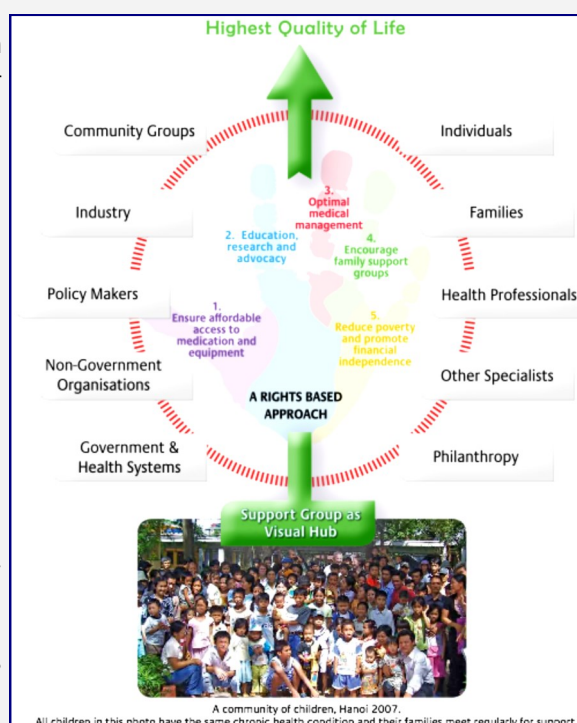 Highest Quality of Life
Community Groups
Individuals
Industry
Families
Policy Makers
Health Professionals
Non-Government
Organisations
Other Specialists
Government &
Health Systems
Philanthropy
1.
Ensure affordable
access to
medication and
equipment
2. Education,
research and
advocacy
3.
Optimal
medical
management
4.
Encourage
family support
groups
5.
Reduce poverty
and promote
financial
independence
A RIGHTS BASED
APPROACH
Support Group as
Visual Hub
A community of children, Hanoi 2007.
All children in this photo have the same chronic health condition and their families meet regularly for support